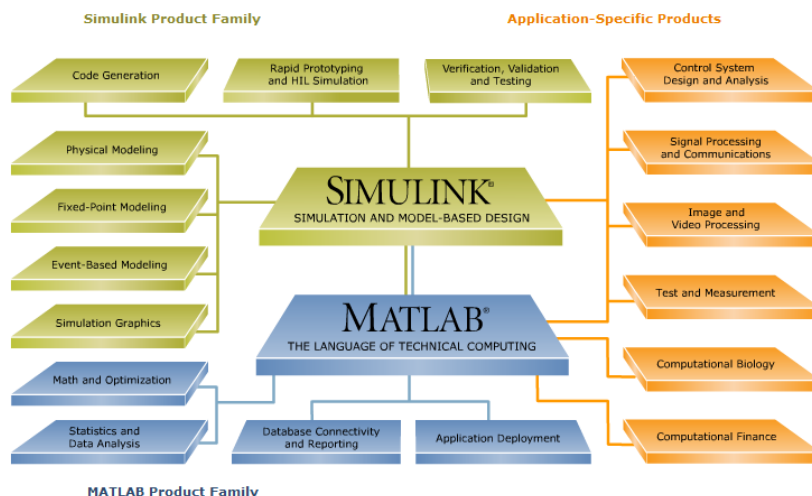 Simulink Product Family
Application-Specific Products
Code Generation
Rapid Prototyping
and HIL Simulation
Verification, Validation
and Testing
Control System
Design and Analysis
Physical Modeling
Signal Processing
and Communications
SIMULINK®
SIMULATION AND MODEL-BASED DESIGN
Fixed-Point Modeling
Image and
Video Processing
Event-Based Modeling
Test and Measurement
Simulation Graphics
MATLAB®
THE LANGUAGE OF TECHNICAL COMPUTING
Computational Biology
Math and Optimization
Statistics and
Data Analysis
Database Connectivity
and Reporting
Application Deployment
Computational Finance
MATLAB Product Family